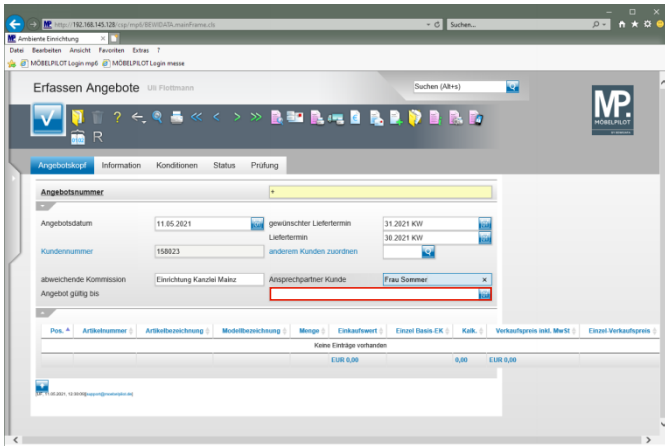 http://192.168.145.128/ccp/mp6/BEWIDATA.mainFrame.cls
Suchen...
Ambiente Einrichtung
Datei Bearbeiten Ansicht Favoriten Extras ?
MÖBELPILOT Login mp6 MÖBELPILOT Login messe
Erfassen Angebote Uli Flottmann
Suchen (Alt+s)
MP.
MÖBELPILOT
R
Angebotskopf Information Konditionen Status Prüfung
Angebotsnummer +
Angebotsdatum 11.05.2021 gewünschter Liefertermin 31.2021 KW
Liefertermin 30.2021 KW
Kundennummer 158023 anderem Kunden zuordnen
abweichende Kommission Einrichtung Kanzlei Mainz Ansprechpartner Kunde Frau Sommer ×
Angebot gültig bis
Pos. Artikelnummer Artikelbezeichnung Modellbezeichnung Menge Einkaufswert Einzel Basis-EK Kalk. Verkaufspreis inkl. MwSt Einzel-Verkaufspreis
Keine Einträge vorhanden
EUR 0,00 0,00 EUR 0,00